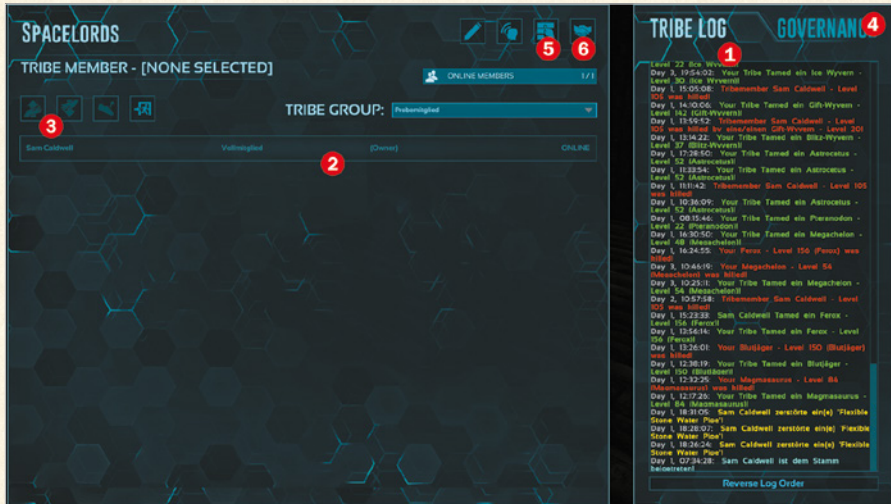 SPACELORDS
5
6
TRIBE MEMBER - [NONE SELECTED]
ONLINE MEMBERS 1/1
3
TRIBE GROUP: Probemitglied
Sam Caldwell Vollmitglied (Owner) ONLINE
2
TRIBE LOG GOVERNANC
4
1
Level 22 (Ice Wyvern)!
Day 3, 19:54:02: Your Tribe Tamed ein Ice Wyvern -
Level 30 (Ice Wyvern)!
Day 1, 15:05:08: Tribemember Sam Caldwell - Level
105 was killed!
Day 1, 14:10:06: Your Tribe Tamed ein Gift-Wyvern -
Level 142 (Gift-Wyvern)!
Day 1, 13:59:52: Tribemember Sam Caldwell - Level
105 was killed by eine/einen Gift-Wyvern - Level 201
Day 1, 13:14:22: Your Tribe Tamed ein Blitz-Wyvern -
Level 37 (Blitz-Wyvern)!
Day 1, 17:28:50: Your Tribe Tamed ein Astrocetus -
Level 52 (Astrocetus)!
Day 1, 11:33:54: Your Tribe Tamed ein Astrocetus -
Level 52 (Astrocetus)!
Day 1, 11:11:42: Tribemember Sam Caldwell - Level 105
was killed!
Day 1, 10:36:09: Your Tribe Tamed ein Astrocetus -
Level 52 (Astrocetus)!
Day 1, 08:15:46: Your Tribe Tamed ein Pteranodon -
Level 22 (Pteranodon)!
Day 1, 16:30:50: Your Tribe Tamed ein Megachelon -
Level 48 (Megachelon)!
Day 1, 16:24:55: Your Ferox - Level 156 (Ferox) was
killed!
Day 3, 10:46:19: Your Megachelon - Level 54
(Megachelon) was killed!
Day 3, 10:25:11: Your Tribe Tamed ein Megachelon -
Level 54 (Megachelon)!
Day 2, 10:57:58: Tribemember Sam Caldwell - Level
105 was killed!
Day 1, 15:23:33: Sam Caldwell Tamed ein Ferox -
Level 156 (Ferox)!
Day 1, 13:56:14: Your Tribe Tamed ein Ferox - Level
156 (Ferox)!
Day 1, 13:26:01: Your Blutjäger - Level 150 (Blutjäger)
was killed!
Day 1, 12:38:19: Your Tribe Tamed ein Blutjäger -
Level 150 (Blutjäger)!
Day 1, 12:32:25: Your Magmasaurus - Level 84
(Magmasaurus) was killed!
Day 1, 12:17:26: Your Tribe Tamed ein Magmasaurus -
Level 84 (Magmasaurus)!
Day 1, 18:31:05: Sam Caldwell zerstörte ein(e) 'Flexible
Stone Water Pipe'!
Day 1, 18:28:07: Sam Caldwell zerstörte ein(e) 'Flexible
Stone Water Pipe'!
Day 1, 18:26:24: Sam Caldwell zerstörte ein(e) 'Flexible
Stone Water Pipe'!
Day 1, 07:34:28: Sam Caldwell ist dem Stamm
beigetreten!
Reverse Log Order